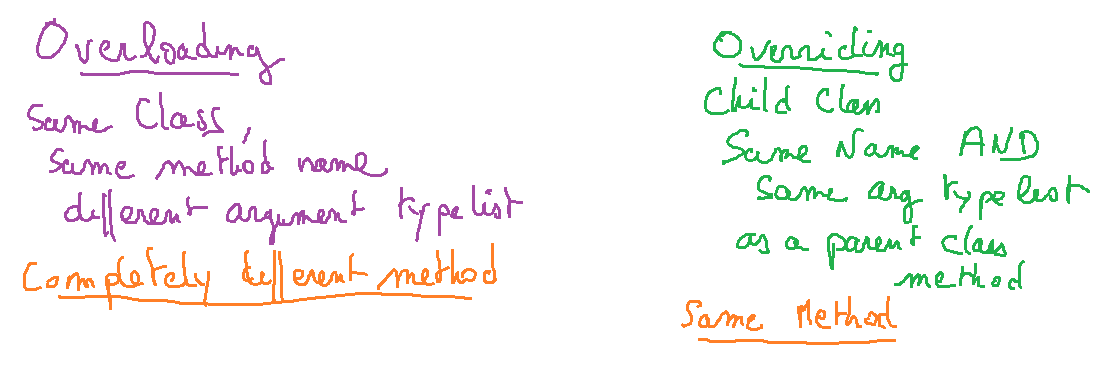 Overloading
Same Class,
Same method name
different argument typelist
Completely different method
Overriding
Child Class
Same Name AND
Same arg typelist
as a parent class
method
Same Method